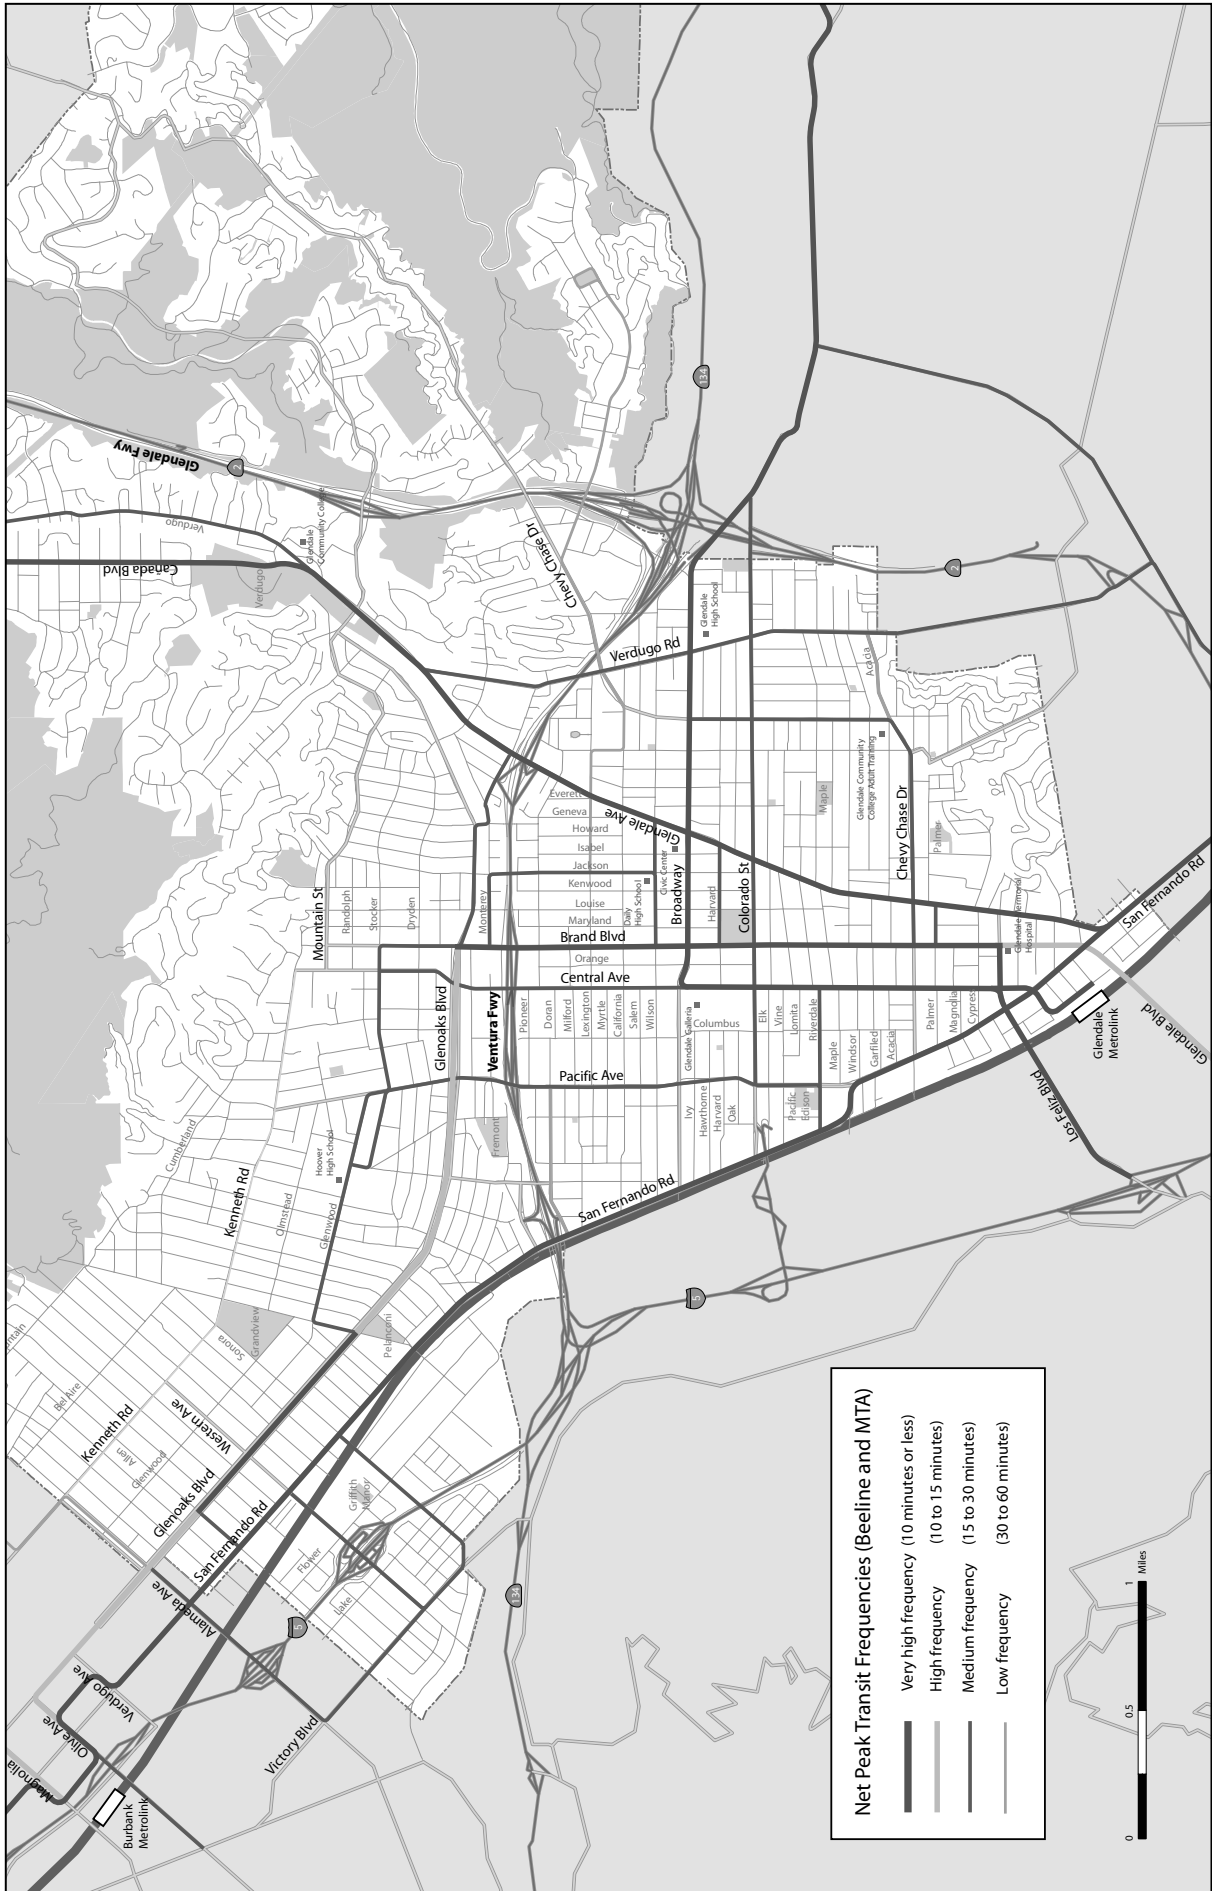 Glendale Fwy
2
Verdugo
Cañada Blvd
Verdugo
Glendale
Community College
Chevy Chase Dr
134
2
Glendale
High School
Verdugo Rd
Acacia
Glendale Community
College Adult Training
Maple
Chevy Chase Dr
Palmer
Everett
Geneva
Howard
Isabel
Jackson
Kenwood
Louise
Maryland
Glendale Ave
Civic Center
Daily
High School
Broadway
Harvard
Colorado St
Monterey
Mountain St
Randolph
Stocker
Dryden
Brand Blvd
Orange
Central Ave
Glendale Memorial
Hospital
San Fernando Rd
Glenoaks Blvd
Ventura Fwy
Pioneer
Doran
Milford
Lexington
Myrtle
California
Salem
Wilson
Glendale Galleria
Columbus
Elk
Vine
Lomita
Riverdale
Maple
Windsor
Garfiled
Acacia
Palmer
Magnolia
Cypress
Glendale
Metrolink
Glendale Blvd
Los Feliz Blvd
Pacific Ave
Ivy
Hawthorne
Harvard
Oak
Pacific
Edison
Fremont
San Fernando Rd
Cumberland
Kenneth Rd
Hoover
High School
Olmstead
Glenwood
5
Grandview
Sonora
Pelanconi
Bel Aire
Kenneth Rd
Western Ave
Allen
Glenwood
Glenoaks Blvd
San Fernando Rd
Griffith
Manor
Flower
Lake
134
5
Alameda Ave
Verdugo Ave
Olive Ave
Magnolia
Victory Blvd
Burbank
Metrolink
Net Peak Transit Frequencies (Beeline and MTA)
Very high frequency (10 minutes or less)
High frequency (10 to 15 minutes)
Medium frequency (15 to 30 minutes)
Low frequency (30 to 60 minutes)
0 0.5 1 Miles